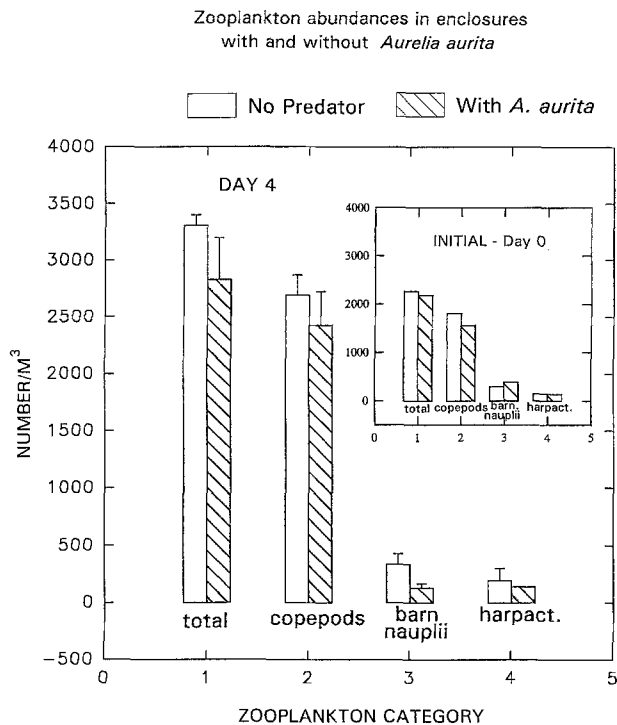 Zooplankton abundances in enclosures
with and without Aurelia aurita
No Predator
With A. aurita
4000
3500
3000
2500
2000
1500
1000
500
0
−500
NUMBER/M³
DAY 4
total
copepods
barn
nauplii
harpact.
0 1 2 3 4 5
ZOOPLANKTON CATEGORY
INITIAL - Day 0
4000
3000
2000
1000
0
total
copepods
barn.
nauplii
harpact.
0 1 2 3 4 5